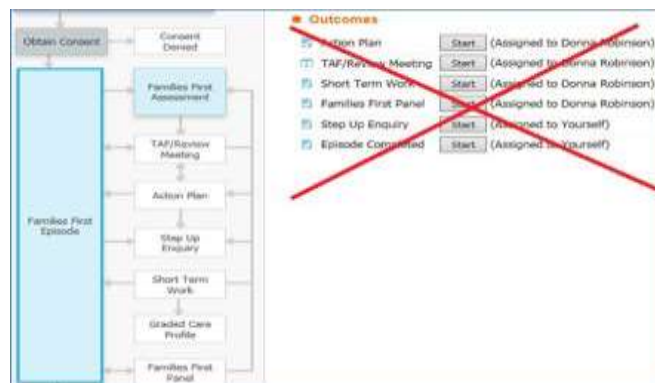 Obtain Consent
Consent
Denied
Families First
Assessment
TAF/Review
Meeting
Action Plan
Families First
Episode
Step Up
Enquiry
Short Term
Work
Graded Care
Profile
Families First
Panel
Outcomes
Action Plan Start (Assigned to Donna Robinson)
TAF/Review Meeting Start (Assigned to Donna Robinson)
Short Term Work Start (Assigned to Donna Robinson)
Families First Panel Start (Assigned to Donna Robinson)
Step Up Enquiry Start (Assigned to Yourself)
Episode Completed Start (Assigned to Yourself)